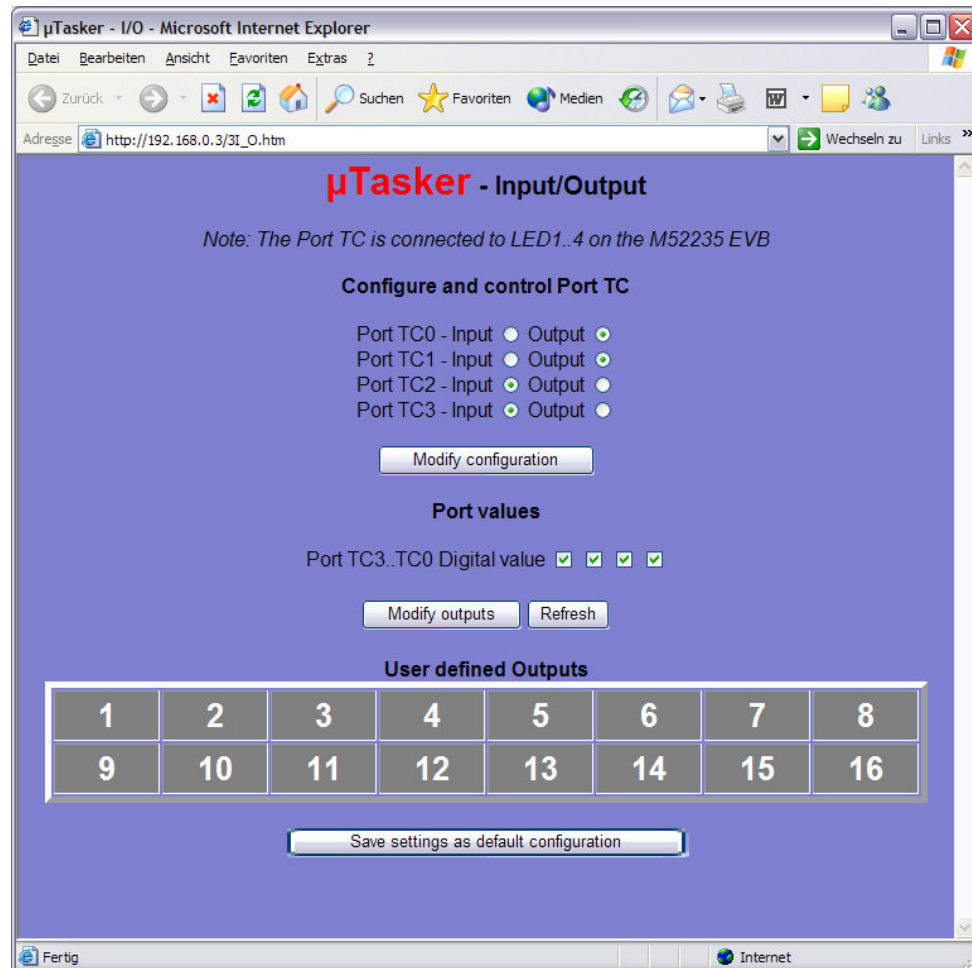 µTasker - I/O - Microsoft Internet Explorer
Datei Bearbeiten Ansicht Favoriten Extras ?
Zurück Suchen Favoriten Medien
Adresse http://192.168.0.3/3I_O.htm Wechseln zu Links »
µTasker - Input/Output
Note: The Port TC is connected to LED1..4 on the M52235 EVB
Configure and control Port TC
Port TC0 - Input Output
Port TC1 - Input Output
Port TC2 - Input Output
Port TC3 - Input Output
Modify configuration
Port values
Port TC3..TC0 Digital value
Modify outputs Refresh
User defined Outputs
1 2 3 4 5 6 7 8
9 10 11 12 13 14 15 16
Save settings as default configuration
Fertig Internet